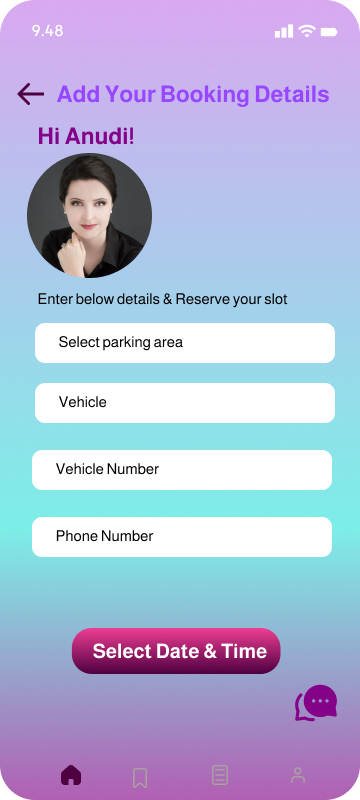 9.48
Add Your Booking Details
Hi Anudi!
Enter below details & Reserve your slot
Select parking area
Vehicle
Vehicle Number
Phone Number
Select Date & Time